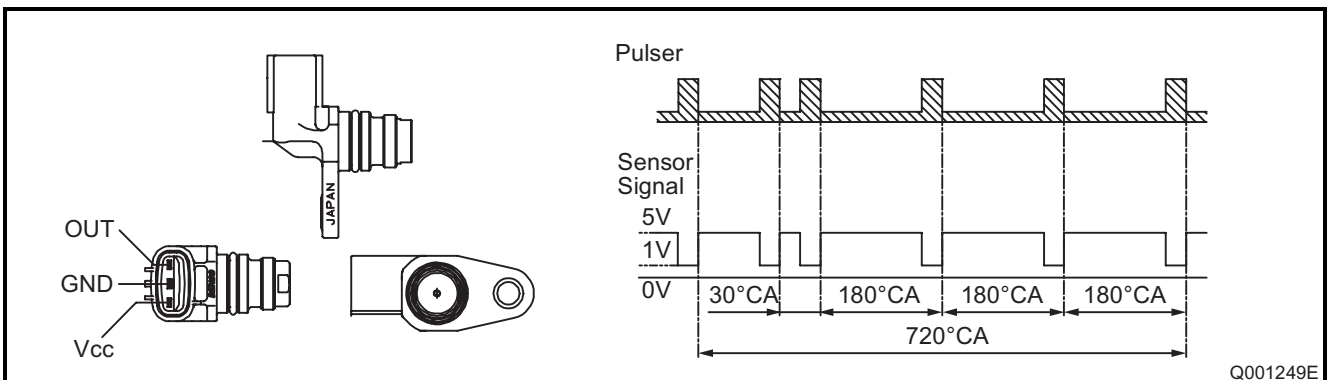 Pulser
Sensor
Signal
5V
1V
0V
30°CA
180°CA
180°CA
180°CA
720°CA
JAPAN
OUT
GND
Vcc
Q001249E